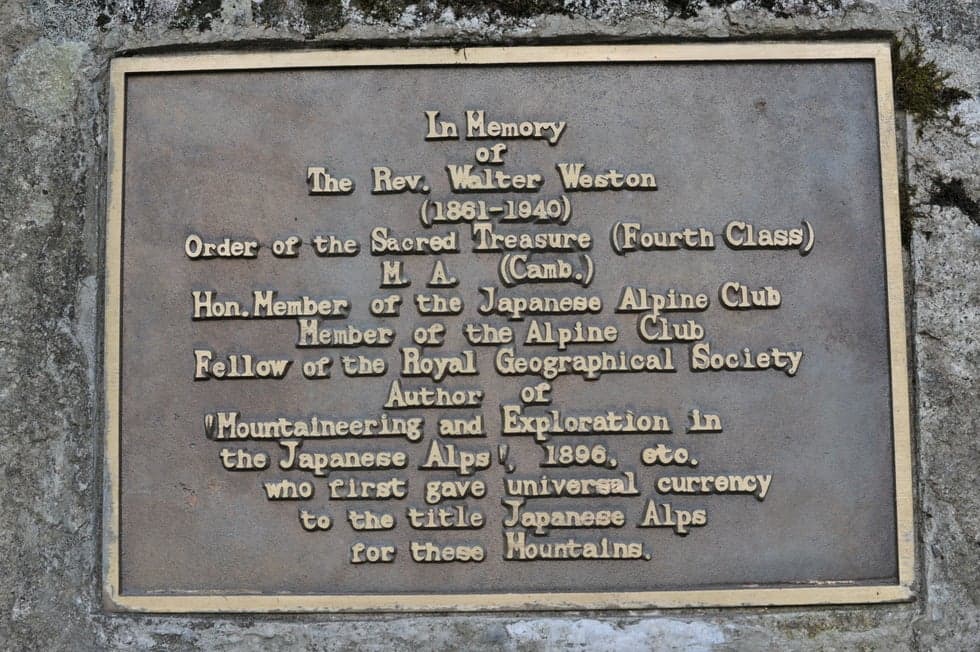 In Memory
of
The Rev. Walter Weston
(1861-1940)
Order of the Sacred Treasure (Fourth Class)
M. A. (Camb.)
Hon. Member of the Japanese Alpine Club
Member of the Alpine Club
Fellow of the Royal Geographical Society
Author of
"Mountaineering and Exploration in
the Japanese Alps", 1896, etc.
who first gave universal currency
to the title Japanese Alps
for these Mountains.